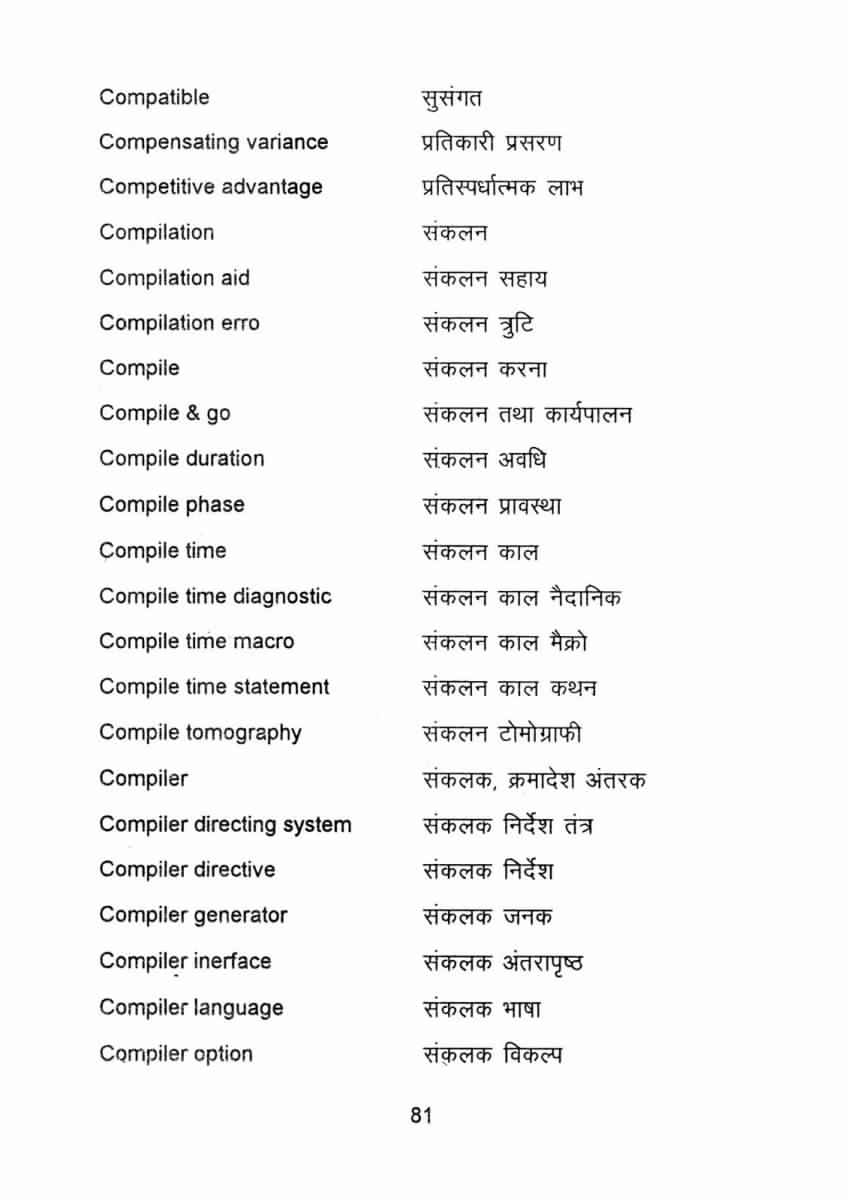 Compatible सुसंगत
Compensating variance प्रतिकारी प्रसरण
Competitive advantage प्रतिस्पर्धात्मक लाभ
Compilation संकलन
Compilation aid संकलन सहाय
Compilation erro संकलन त्रुटि
Compile संकलन करना
Compile & go संकलन तथा कार्यपालन
Compile duration संकलन अवधि
Compile phase संकलन प्रावस्था
Compile time संकलन काल
Compile time diagnostic संकलन काल नैदानिक
Compile time macro संकलन काल मैक्रो
Compile time statement संकलन काल कथन
Compile tomography संकलन टोमोग्राफी
Compiler संकलक, क्रमादेश अंतरक
Compiler directing system संकलक निर्देश तंत्र
Compiler directive संकलक निर्देश
Compiler generator संकलक जनक
Compiler inerface संकलक अंतरापृष्ठ
Compiler language संकलक भाषा
Compiler option संकलक विकल्प
81